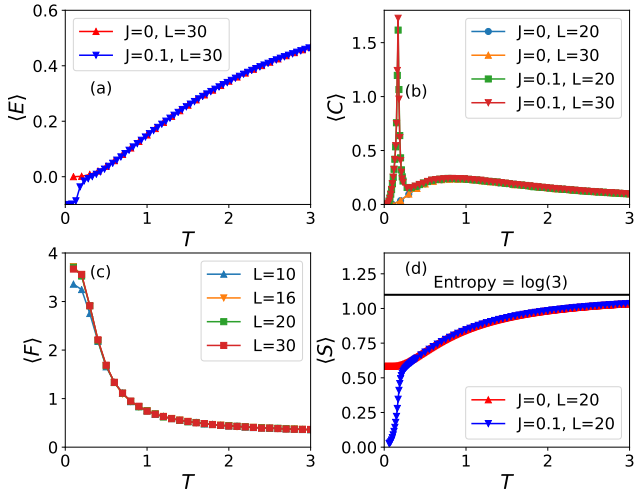 0.6
0.4
0.2
0.0
⟨E⟩
J=0, L=30
J=0.1, L=30
(a)
0
1
2
3
T
1.5
1.0
0.5
0.0
⟨C⟩
J=0, L=20
J=0, L=30
J=0.1, L=20
J=0.1, L=30
(b)
0
1
2
3
T
4
3
2
1
0
⟨F⟩
(c)
L=10
L=16
L=20
L=30
0
1
2
3
T
1.25
1.00
0.75
0.50
0.25
0.00
⟨S⟩
(d)
Entropy = log(3)
J=0, L=20
J=0.1, L=20
0
1
2
3
T